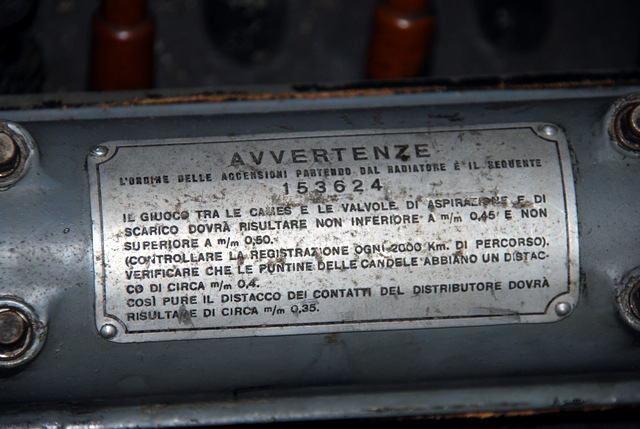 AVVERTENZE
L'ORDINE DELLE ACCENSIONI PARTENDO DAL RADIATORE E' IL SEQUENTE
153624
IL GIUOCO TRA LE CAMES E LE VALVOLE DI ASPIRAZIONE E DI
SCARICO DOVRÀ RISULTARE NON INFERIORE A m/m 0,45 E NON
SUPERIORE A m/m 0,50.
(CONTROLLARE LA REGISTRAZIONE OGNI 2000 Km. DI PERCORSO).
VERIFICARE CHE LE PUNTINE DELLE CANDELE ABBIANO UN DISTAC-
CO DI CIRCA m/m 0,4.
COSÌ PURE IL DISTACCO DEI CONTATTI DEL DISTRIBUTORE DOVRÀ
RISULTARE DI CIRCA m/m 0,35.